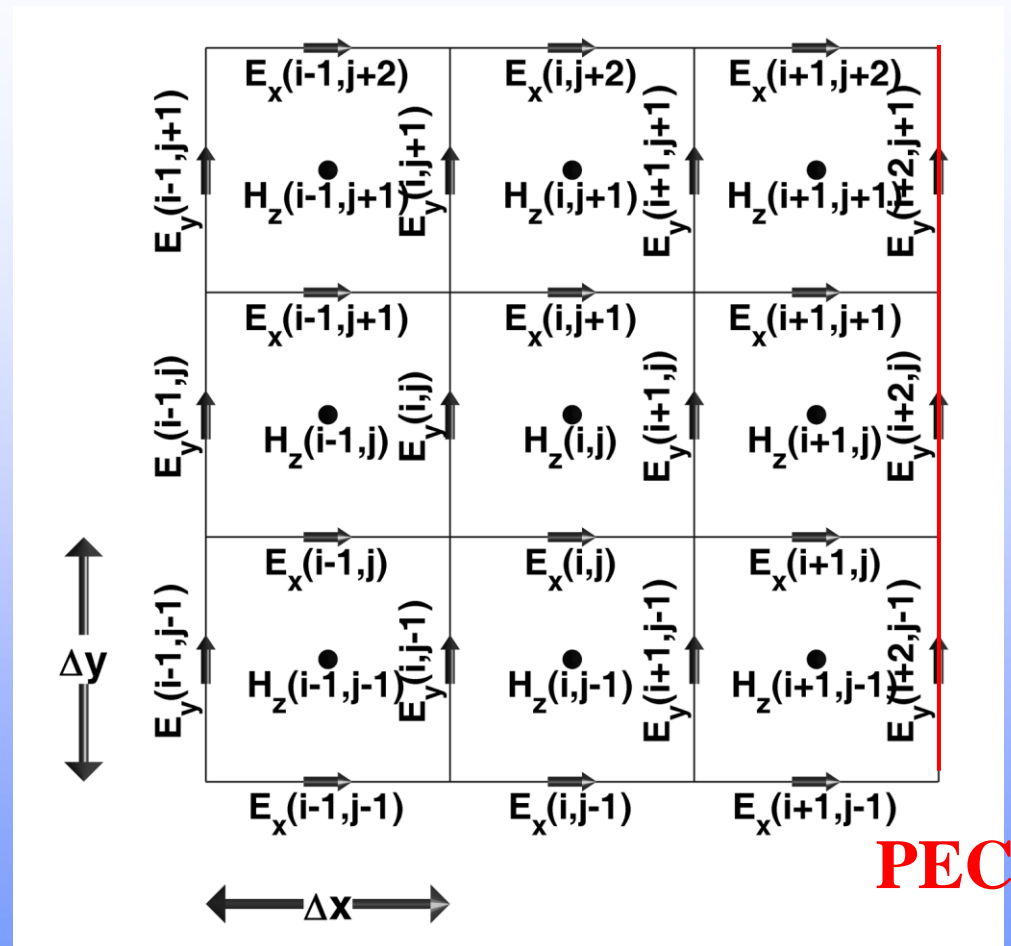 Ex(i-1,j+2) Ex(i,j+2) Ex(i+1,j+2)
Ey(i-1,j+1) Ey(i,j+1) Ey(i+1,j+1) Ey(i+2,j+1)
Hz(i-1,j+1) Hz(i,j+1) Hz(i+1,j+1)
Ex(i-1,j+1) Ex(i,j+1) Ex(i+1,j+1)
Ey(i-1,j) Ey(i,j) Ey(i+1,j) Ey(i+2,j)
Hz(i-1,j) Hz(i,j) Hz(i+1,j)
Ex(i-1,j) Ex(i,j) Ex(i+1,j)
Ey(i-1,j-1) Ey(i,j-1) Ey(i+1,j-1) Ey(i+2,j-1)
Δy
Hz(i-1,j-1) Hz(i,j-1) Hz(i+1,j-1)
Ex(i-1,j-1) Ex(i,j-1) Ex(i+1,j-1)
PEC
Δx